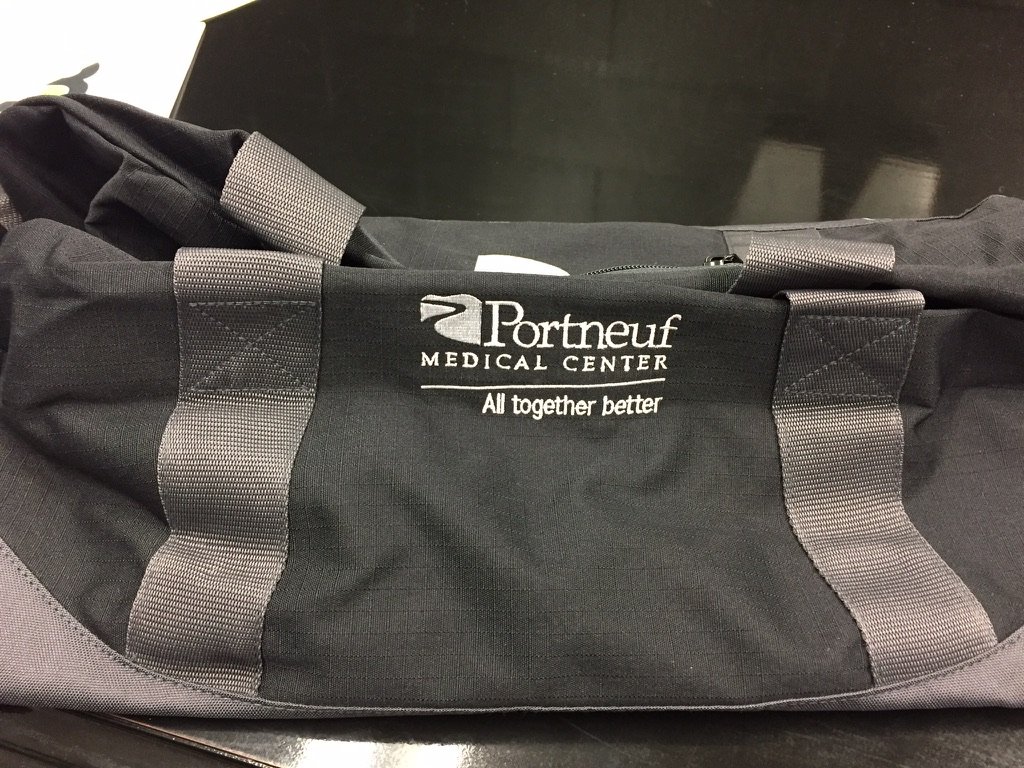 Portneuf
MEDICAL CENTER
All together better